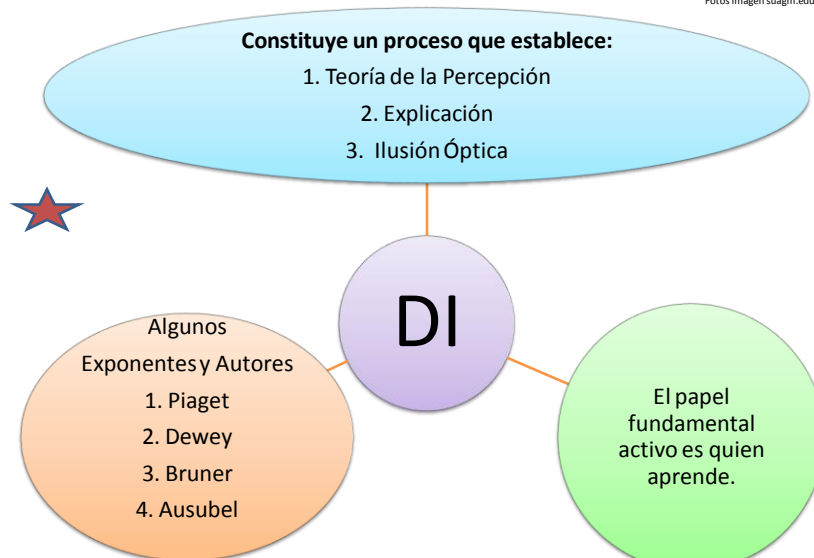 Fotos imagen suagm.edu
Constituye un proceso que establece:
1. Teoría de la Percepción
2. Explicación
3. Ilusión Óptica
DI
Algunos
Exponentes y Autores
1. Piaget
2. Dewey
3. Bruner
4. Ausubel
El papel
fundamental
activo es quien
aprende.